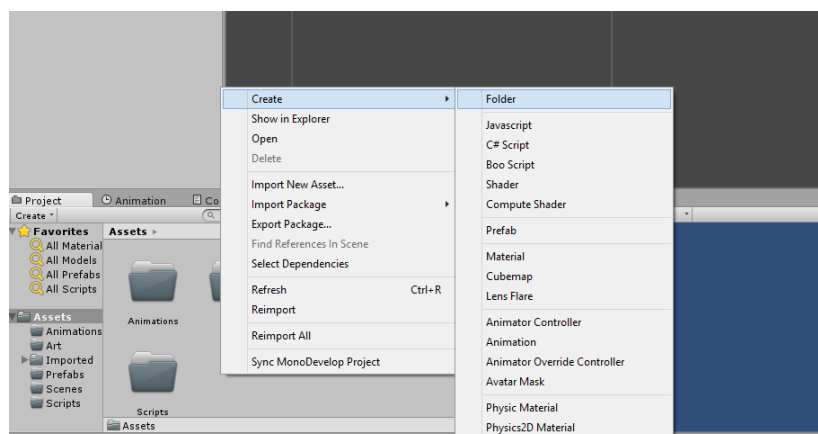 Create
Show in Explorer
Open
Delete
Import New Asset...
Import Package
Export Package...
Find References In Scene
Select Dependencies
Refresh Ctrl+R
Reimport
Reimport All
Sync MonoDevelop Project
Folder
Javascript
C# Script
Boo Script
Shader
Compute Shader
Prefab
Material
Cubemap
Lens Flare
Animator Controller
Animation
Animator Override Controller
Avatar Mask
Physic Material
Physics2D Material
Project Animation Co
Create
Favorites
All Material
All Models
All Prefabs
All Scripts
Assets
Animations
Art
Imported
Prefabs
Scenes
Scripts
Assets
Animations
Scripts
Assets